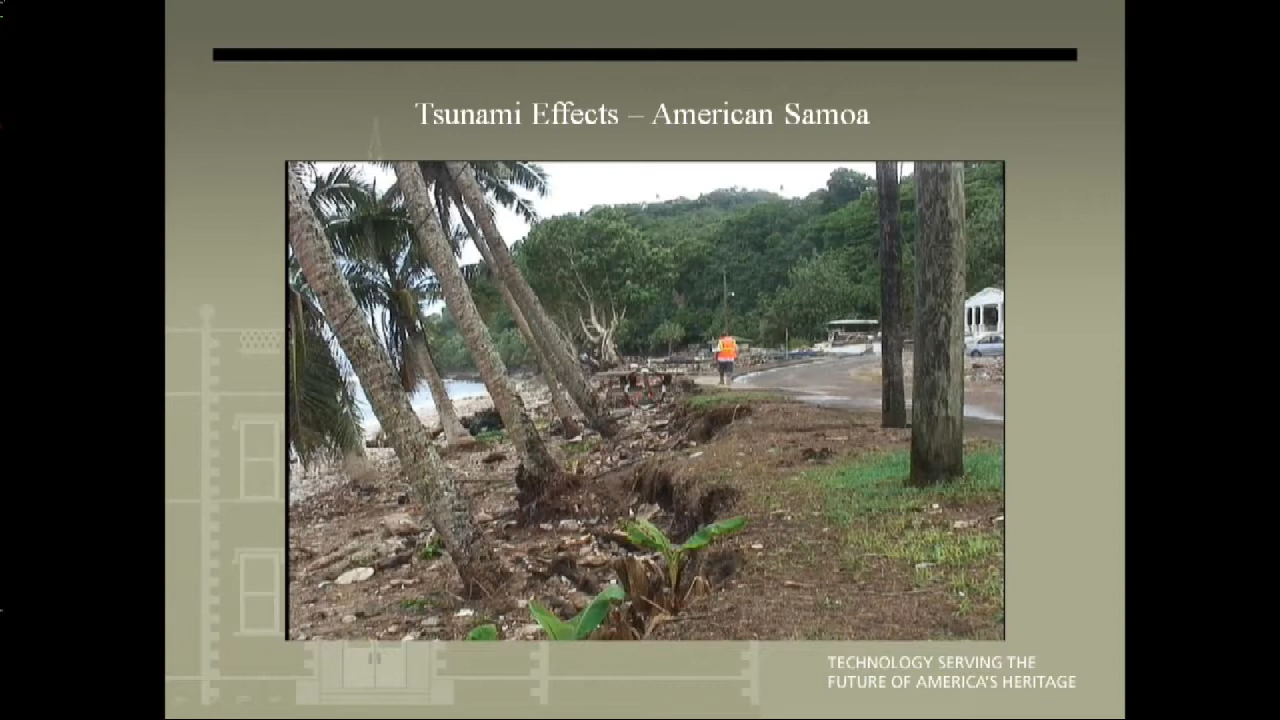 Tsunami Effects – American Samoa
TECHNOLOGY SERVING THE
FUTURE OF AMERICA'S HERITAGE